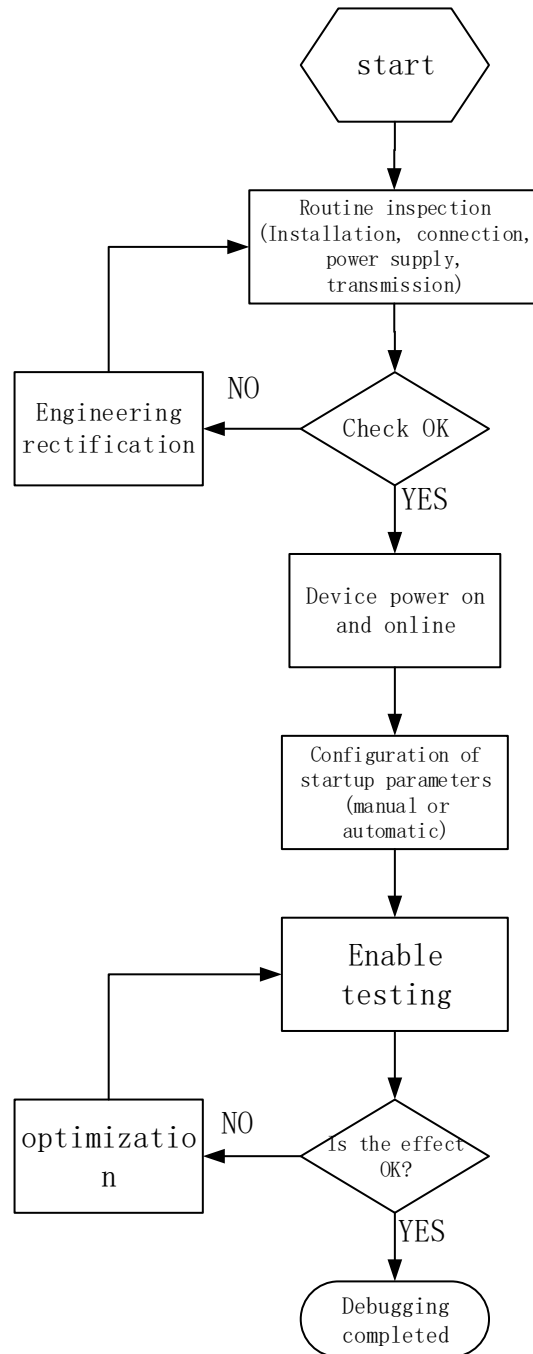 start
Routine inspection
(Installation, connection,
power supply,
transmission)
NO
Engineering
rectification
Check OK
YES
Device power on
and online
Configuration of
startup parameters
(manual or
automatic)
Enable
testing
NO
optimizatio
n
Is the effect
OK?
YES
Debugging
completed